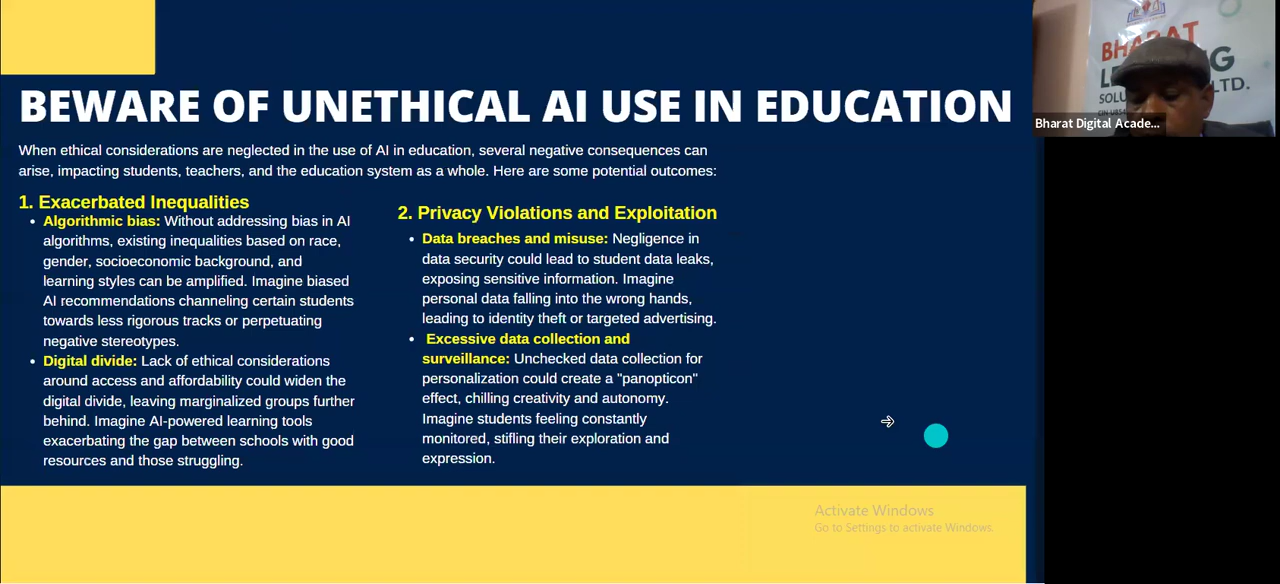 BEWARE OF UNETHICAL AI USE IN EDUCATION
When ethical considerations are neglected in the use of AI in education, several negative consequences can
arise, impacting students, teachers, and the education system as a whole. Here are some potential outcomes:
1. Exacerbated Inequalities
• Algorithmic bias: Without addressing bias in AI
algorithms, existing inequalities based on race,
gender, socioeconomic background, and
learning styles can be amplified. Imagine biased
AI recommendations channeling certain students
towards less rigorous tracks or perpetuating
negative stereotypes.
• Digital divide: Lack of ethical considerations
around access and affordability could widen the
digital divide, leaving marginalized groups further
behind. Imagine AI-powered learning tools
exacerbating the gap between schools with good
resources and those struggling.
2. Privacy Violations and Exploitation
• Data breaches and misuse: Negligence in
data security could lead to student data leaks,
exposing sensitive information. Imagine
personal data falling into the wrong hands,
leading to identity theft or targeted advertising.
• Excessive data collection and
surveillance: Unchecked data collection for
personalization could create a "panopticon"
effect, chilling creativity and autonomy.
Imagine students feeling constantly
monitored, stifling their exploration and
expression.
Activate Windows
Go to Settings to activate Windows.
BHARAT
LTD.
Bharat Digital Acade...